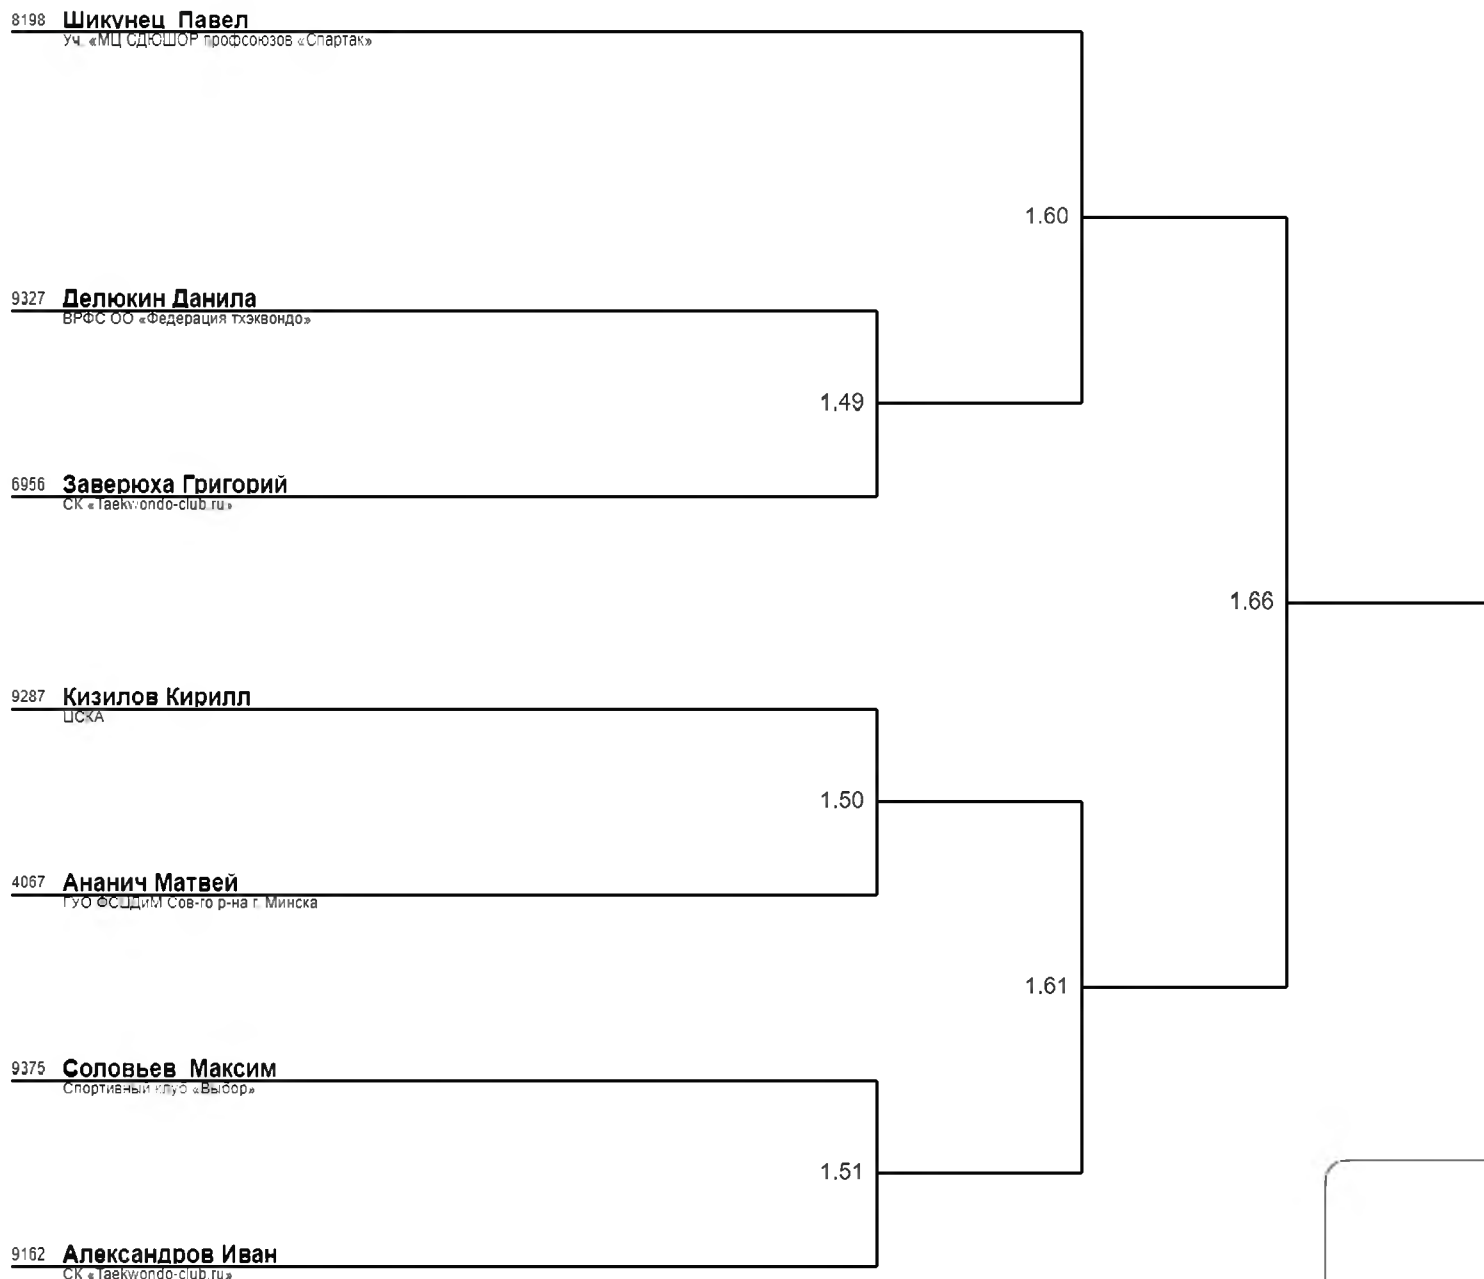 8198 Шикунец Павел
Уч. «МЦ СДЮШОР профсоюзов «Спартак»
1.60
9327 Делюкин Данила
ВРФС ОО «Федерация тхэквондо»
1.49
6956 Заверюха Григорий
СК «Taekwondo-club.ru»
1.66
9287 Кизилов Кирилл
ЦСКА
1.50
4067 Ананич Матвей
ГУО ФСЦДиМ Сов-го р-на г. Минска
1.61
9375 Соловьев Максим
Спортивный клуб «Выбор»
1.51
9162 Александров Иван
СК «Taekwondo-club.ru»